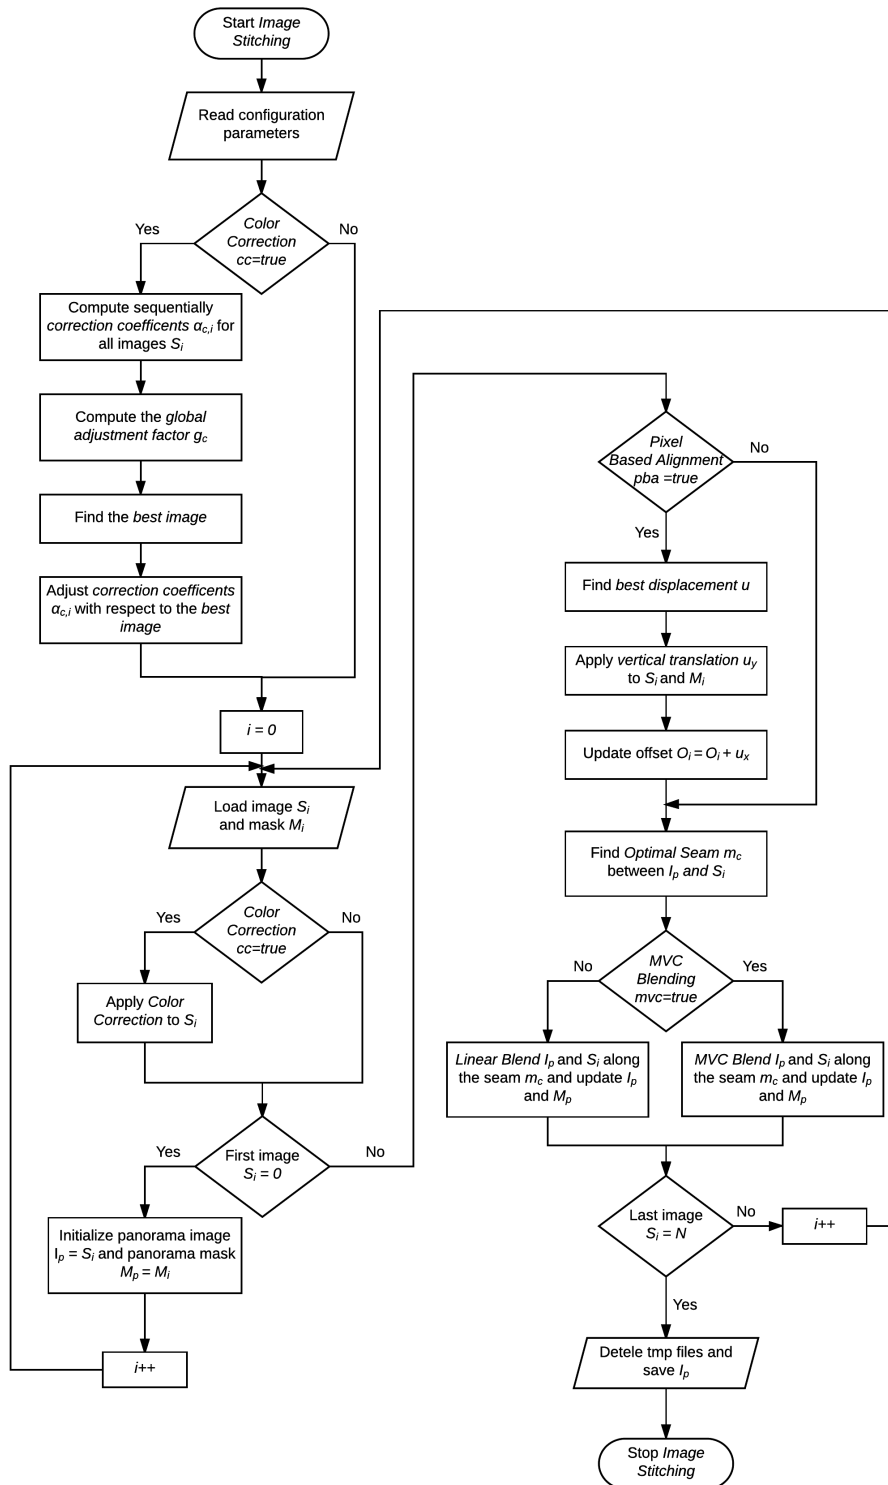 Start Image
Stitching
Read configuration
parameters
Color
Correction
cc=true
Yes
No
Compute sequentially
correction coefficents αc,i for
all images Si
Compute the global
adjustment factor gc
Find the best image
Adjust correction coefficents
αc,i with respect to the best
image
i = 0
Load image Si
and mask Mi
Color
Correction
cc=true
Yes
No
Apply Color
Correction to Si
First image
Si = 0
Yes
No
Initialize panorama image
Ip = Si and panorama mask
Mp = Mi
i++
Pixel
Based Alignment
pba =true
No
Yes
Find best displacement u
Apply vertical translation uy
to Si and Mi
Update offset Oi = Oi + ux
Find Optimal Seam mc
between Ip and Si
MVC
Blending
mvc=true
No
Yes
Linear Blend Ip and Si along
the seam mc and update Ip
and Mp
MVC Blend Ip and Si along
the seam mc and update Ip
and Mp
Last image
Si = N
No
i++
Yes
Detele tmp files and
save Ip
Stop Image
Stitching